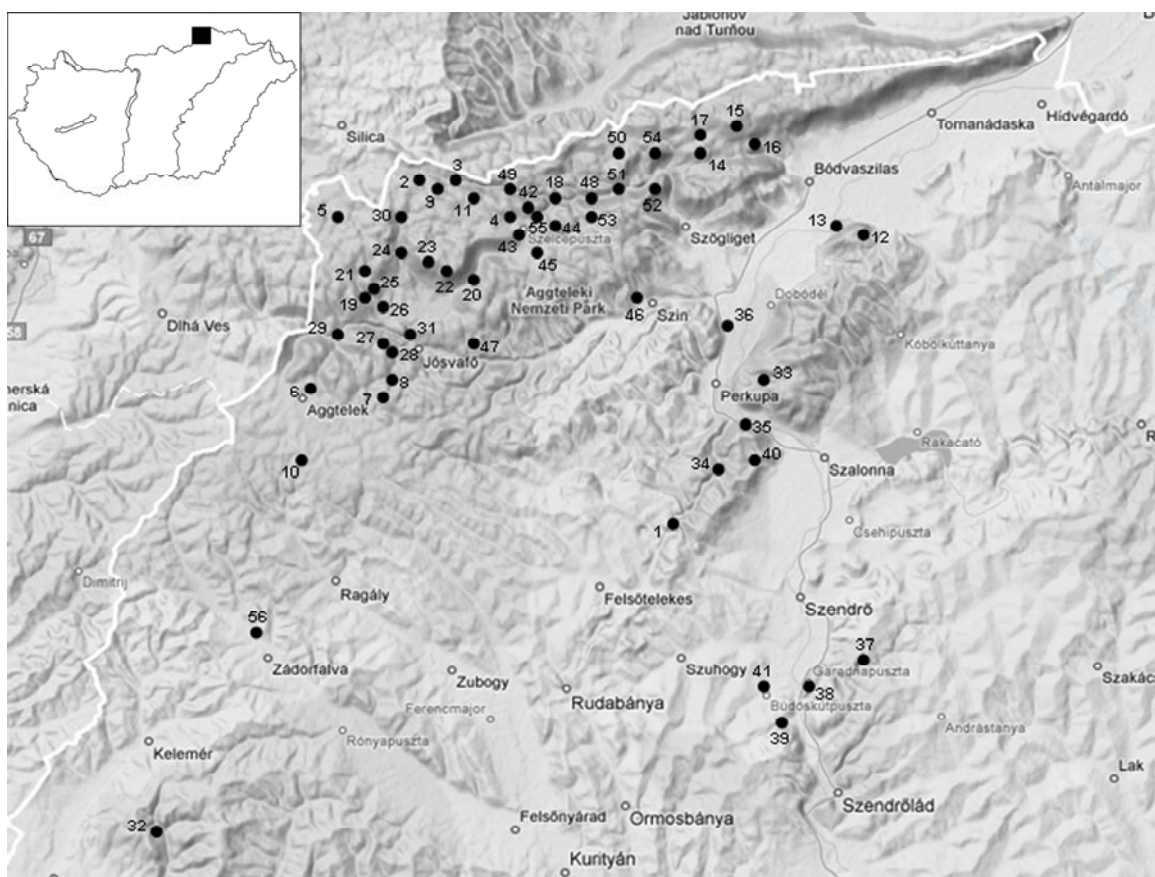 Jablonov
nad Turňou
Silica
Tornanádaska
Hídvégardó
Bódvaszilas
Antalmajor
15
17
50
54
16
14
3
2
9
11
49
42
18
48
51
52
5
30
4
55
44
53
43
Szelcepuszta
Szögliget
13
12
67
24
23
45
21
25
22
20
Aggteleki
Nemzeti Park
19
26
46
Szin
Dobódél
58
Dlhá Ves
29
27
31
47
36
Kóbolkúttanya
28
Jósvafő
8
6
7
Aggtelek
33
Perkupa
35
Rakacató
10
34
40
Szalonna
1
Csehipuszta
Dimitrij
Ragály
Felsőtelekes
Szendrő
56
Zádorfalva
Zubogy
Szuhogy
37
Garadnapuszta
Szakács
41
38
Rudabánya
Büdöskútpuszta
Ferencmajor
39
Andrástanya
Kelemér
Rónyapuszta
Lak
Szendrőlád
32
Felsőnyárád
Ormosbánya
Kurityán